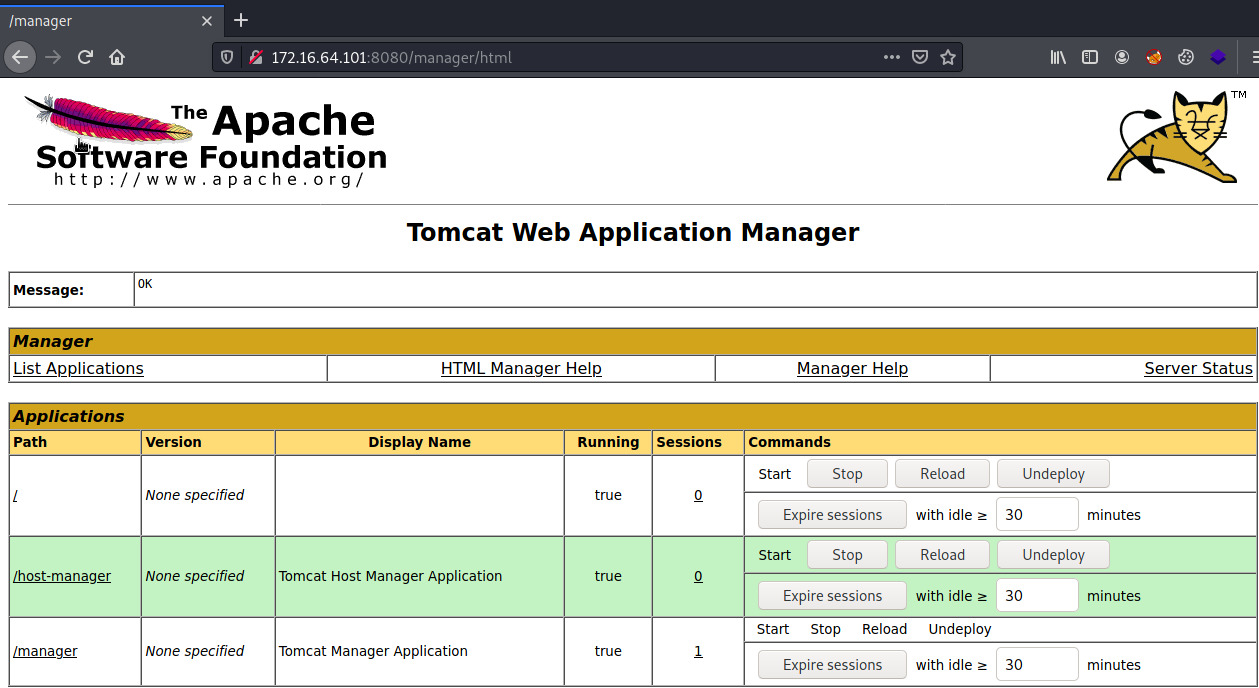 /manager
172.16.64.101:8080/manager/html
The Apache
Software Foundation
http://www.apache.org/
TM
Tomcat Web Application Manager
Message: OK
Manager
List Applications HTML Manager Help Manager Help Server Status
Applications
Path Version Display Name Running Sessions Commands
/ None specified true 0 Start Stop Reload Undeploy
Expire sessions with idle ≥ 30 minutes
/host-manager None specified Tomcat Host Manager Application true 0 Start Stop Reload Undeploy
Expire sessions with idle ≥ 30 minutes
/manager None specified Tomcat Manager Application true 1 Start Stop Reload Undeploy
Expire sessions with idle ≥ 30 minutes